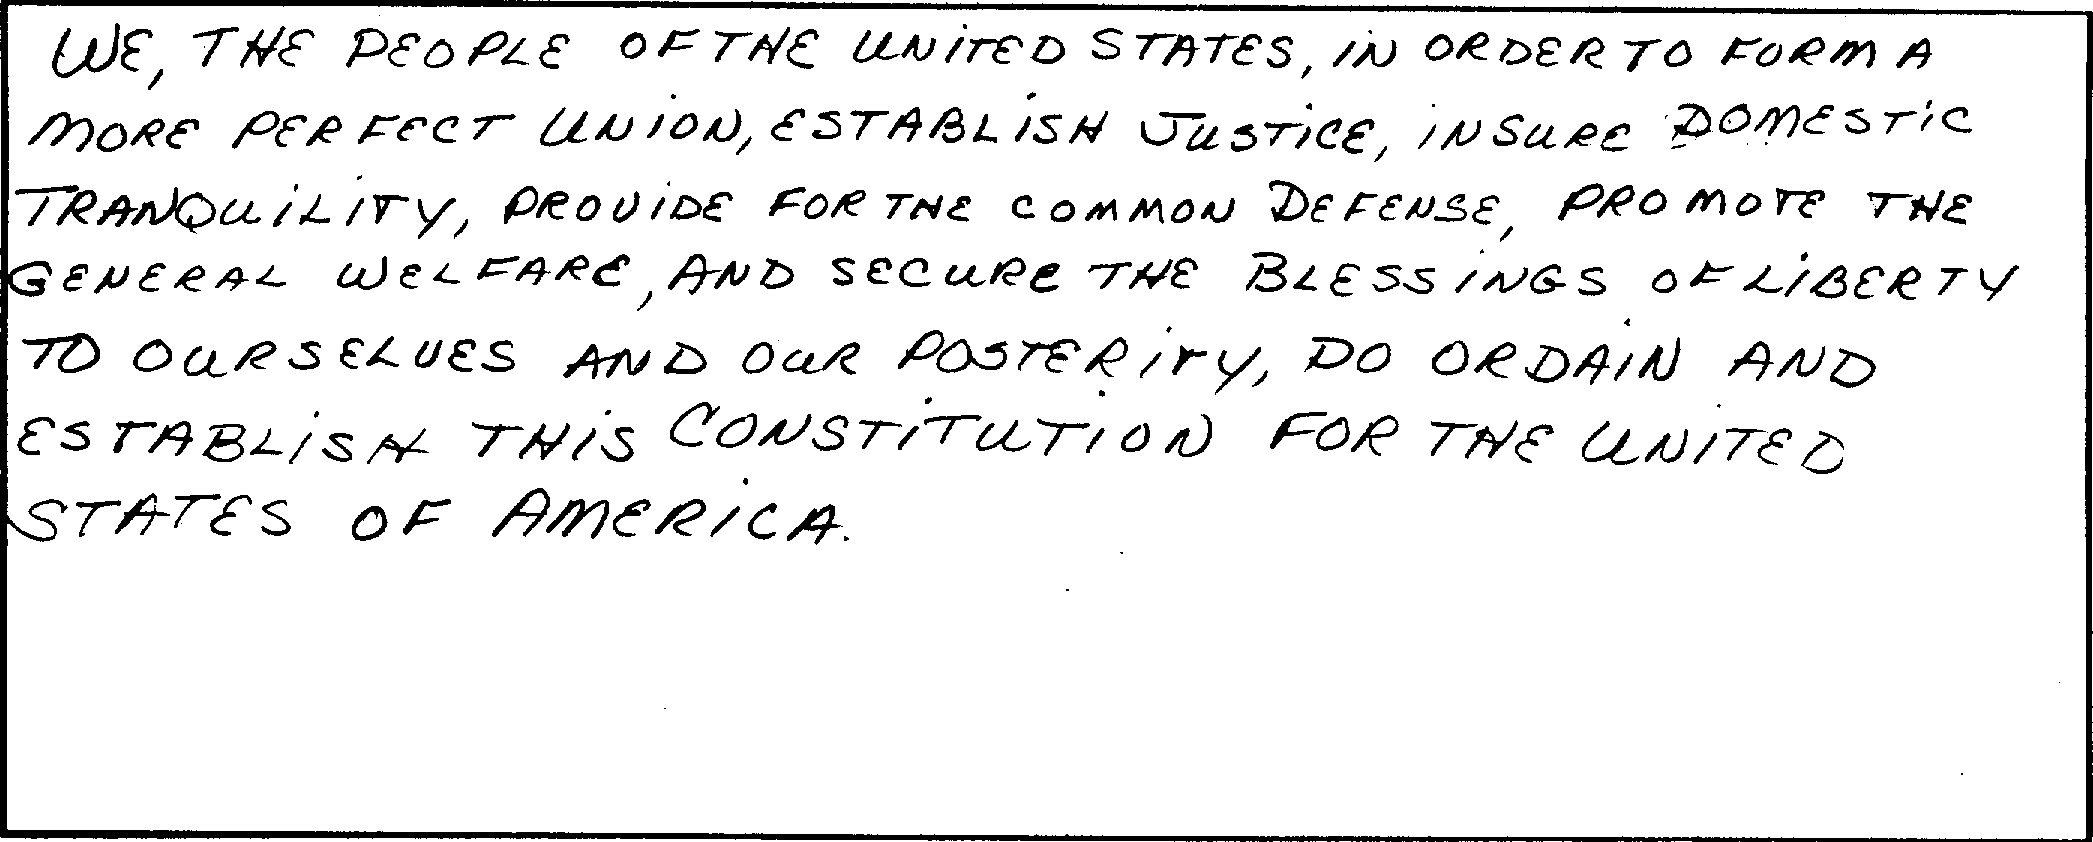 WE, THE PEOPLE OF THE UNITED STATES, IN ORDER TO FORM A
MORE PERFECT UNION, ESTABLISH JUSTICE, INSURE DOMESTIC
TRANQUILITY, PROVIDE FOR THE COMMON DEFENSE, PROMOTE THE
GENERAL WELFARE, AND SECURE THE BLESSINGS OF LIBERTY
TO OURSELVES AND OUR POSTERITY, DO ORDAIN AND
ESTABLISH THIS CONSTITUTION FOR THE UNITED
STATES OF AMERICA.